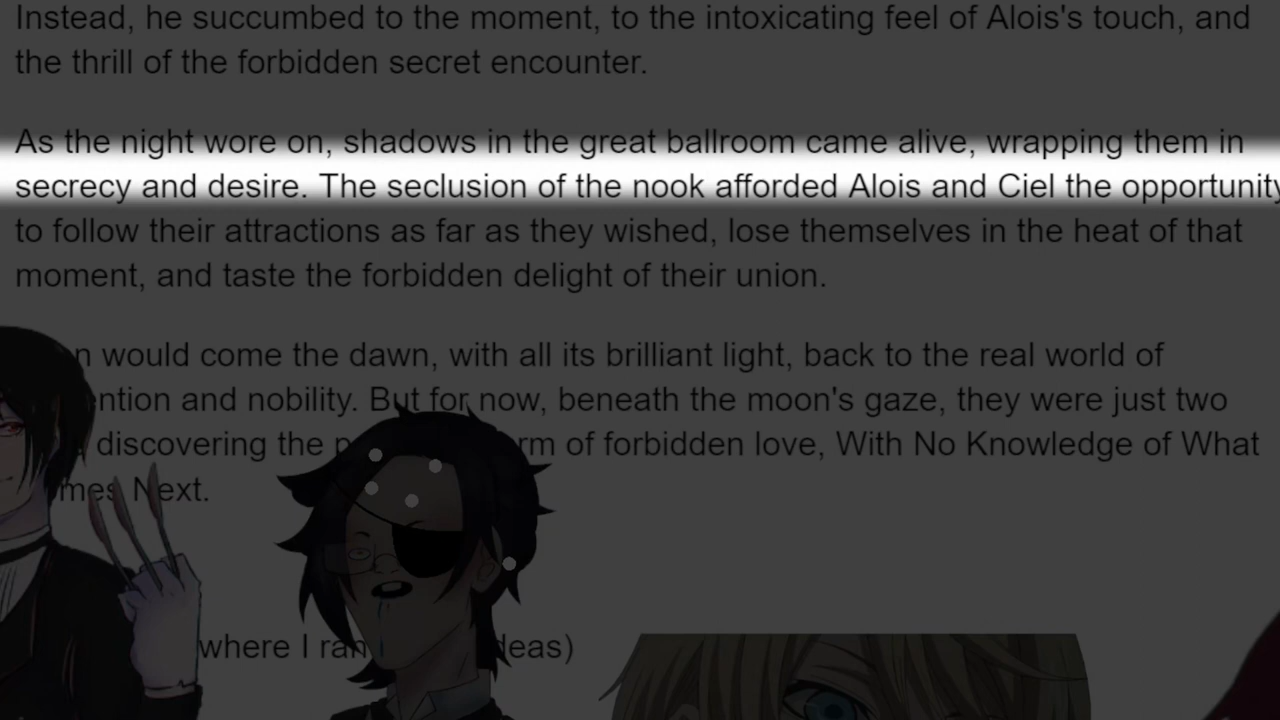 Instead, he succumbed to the moment, to the intoxicating feel of Alois's touch, and
the thrill of the forbidden secret encounter.
As the night wore on, shadows in the great ballroom came alive, wrapping them in
secrecy and desire. The seclusion of the nook afforded Alois and Ciel the opportunity
to follow their attractions as far as they wished, lose themselves in the heat of that
moment, and taste the forbidden delight of their union.
would come the dawn, with all its brilliant light, back to the real world of
and nobility. But for now, beneath the moon's gaze, they were just two
discovering the of forbidden love, With No Knowledge of What
Next.
where I ran